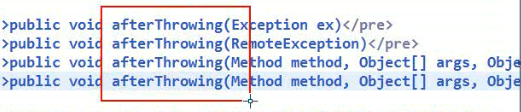 >public void afterThrowing(Exception ex)</pre>
>public void afterThrowing(RemoteException)</pre>
>public void afterThrowing(Method method, Object[] args, Obje
>public void afterThrowing(Method method, Object[] args, Obje